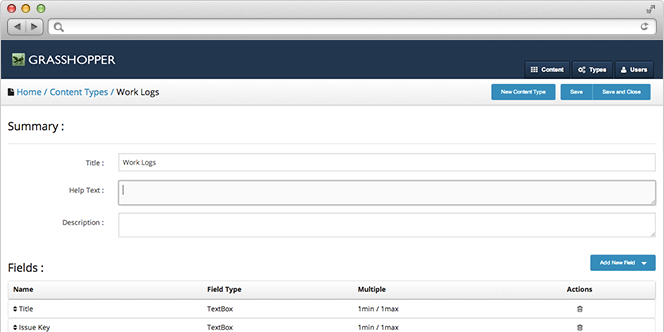 GRASSHOPPER
Content Types Users
Home / Content Types / Work Logs New Content Type Save Save and Close
Summary :
Title : Work Logs
Help Text :
Description :
Fields : Add New Field
Name Field Type Multiple Actions
Title TextBox 1min / 1max
Issue Key TextBox 1min / 1max